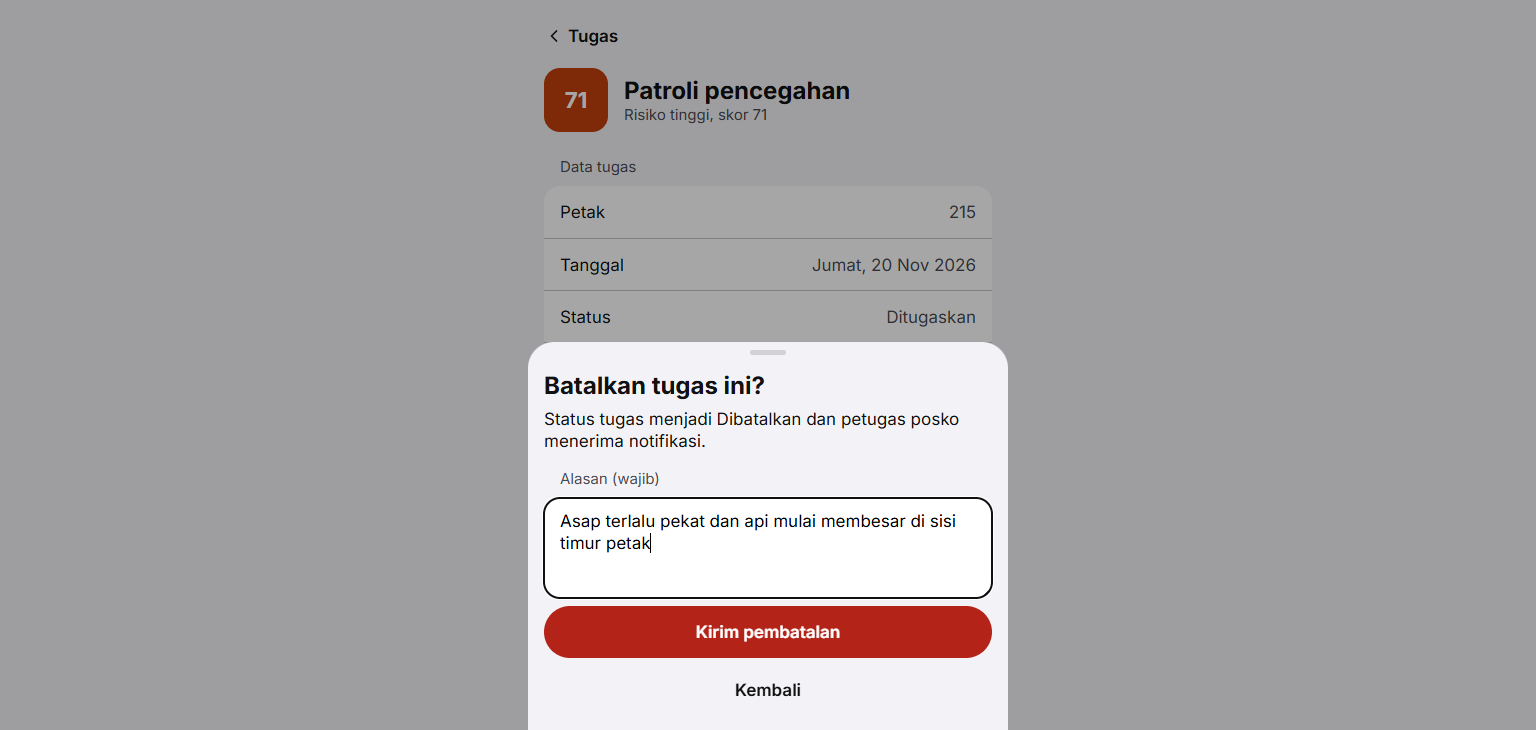 Tugas
71
Patroli pencegahan
Risiko tinggi, skor 71
Data tugas
Petak 215
Tanggal Jumat, 20 Nov 2026
Status Ditugaskan
Batalkan tugas ini?
Status tugas menjadi Dibatalkan dan petugas posko
menerima notifikasi.
Alasan (wajib)
Asap terlalu pekat dan api mulai membesar di sisi
timur petak
Kirim pembatalan
Kembali